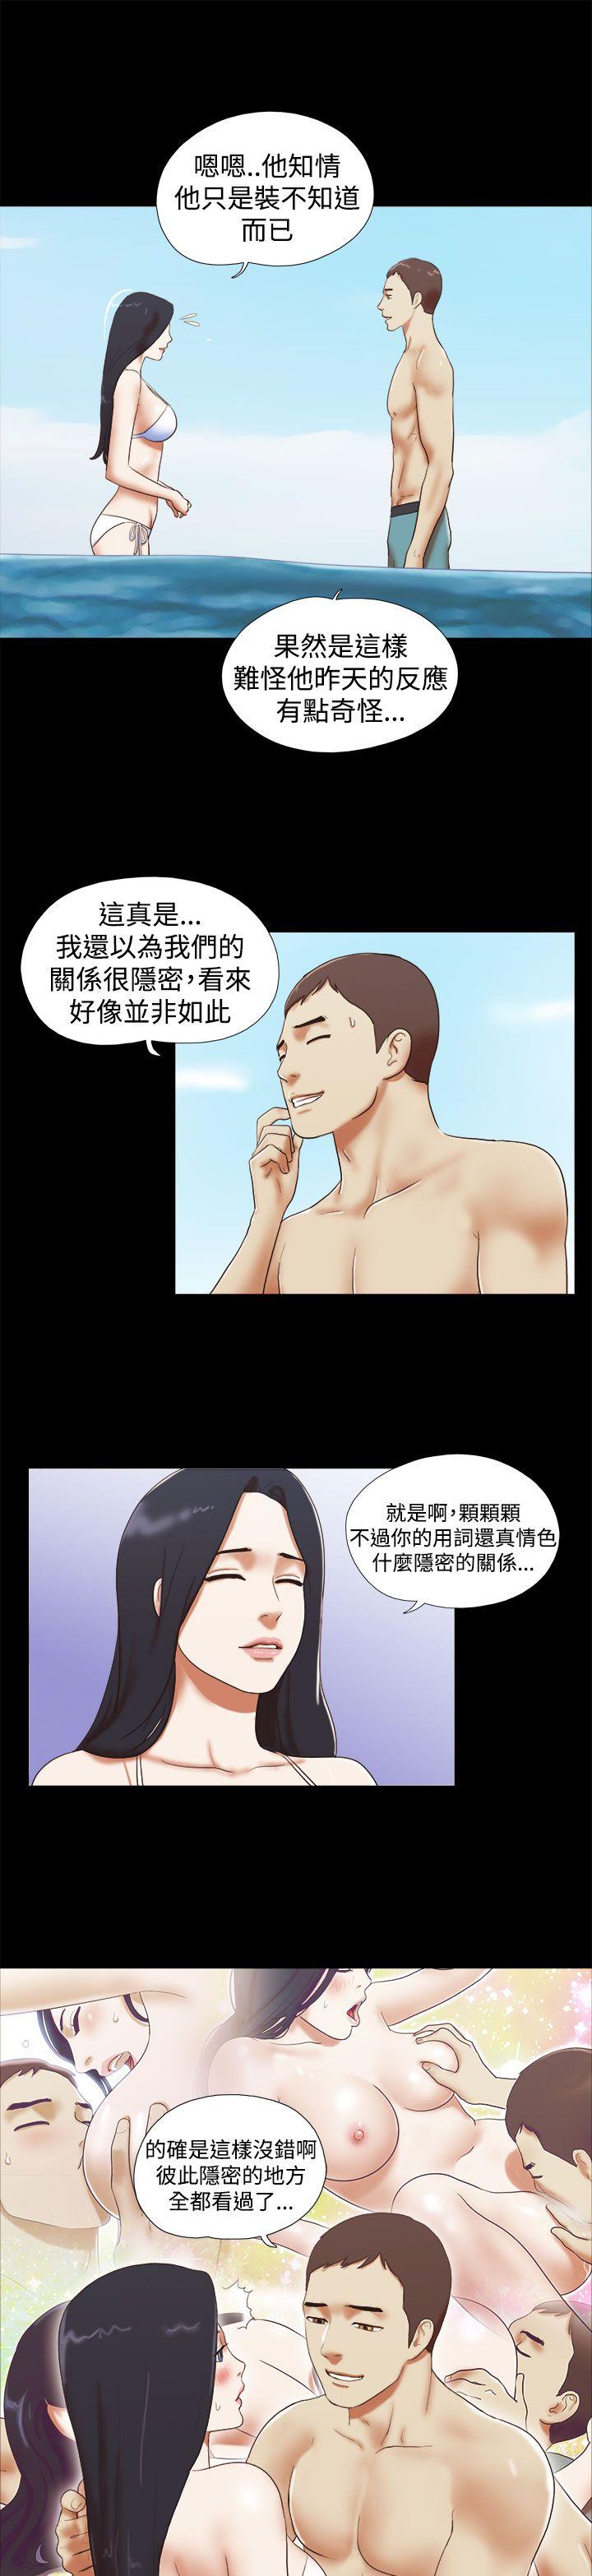 嗯嗯..他知情
他只是裝不知道
而已
果然是這樣
難怪他昨天的反應
有點奇怪...
這真是...
我還以為我們的
關係很隱密,看來
好像並非如此
就是啊,顆顆顆
不過你的用詞還真情色
什麼隱密的關係...
的確是這樣沒錯啊
彼此隱密的地方
全都看過了...